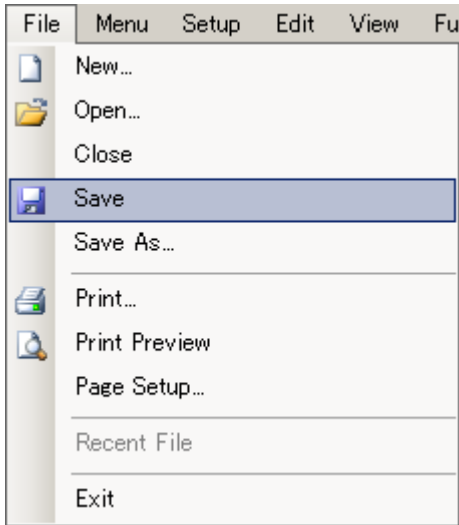 File Menu Setup Edit View Fu
New...
Open...
Close
Save
Save As...
Print...
Print Preview
Page Setup...
Recent File
Exit